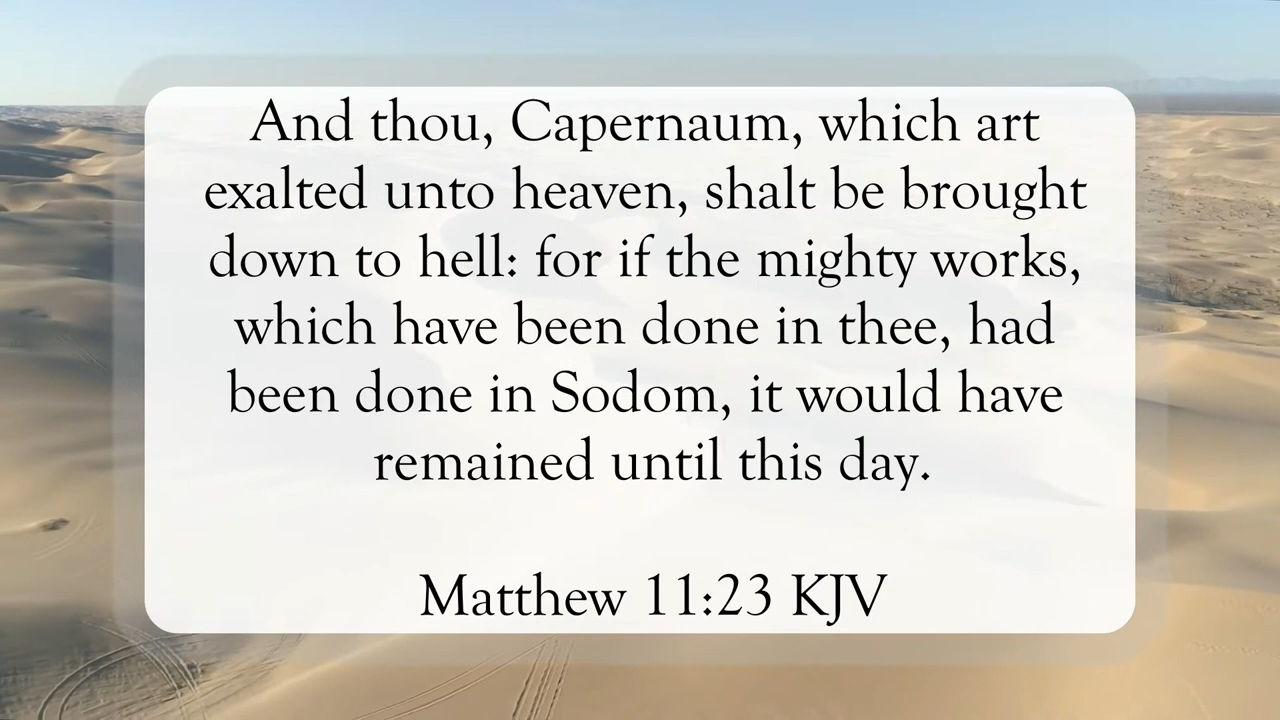 And thou, Capernaum, which art
exalted unto heaven, shalt be brought
down to hell: for if the mighty works,
which have been done in thee, had
been done in Sodom, it would have
remained until this day.
Matthew 11:23 KJV